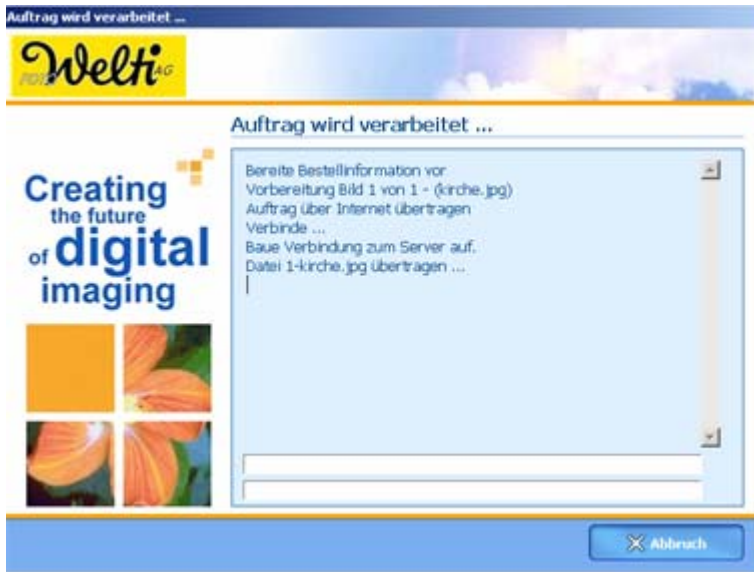 Auftrag wird verarbeitet ...
FOTO Welti AG
Auftrag wird verarbeitet ...
Creating
the future
of digital
imaging
Bereite Bestellinformation vor
Vorbereitung Bild 1 von 1 - (kirche.jpg)
Auftrag über Internet übertragen
Verbinde ...
Baue Verbindung zum Server auf.
Datei 1-kirche.jpg übertragen ...
Abbruch